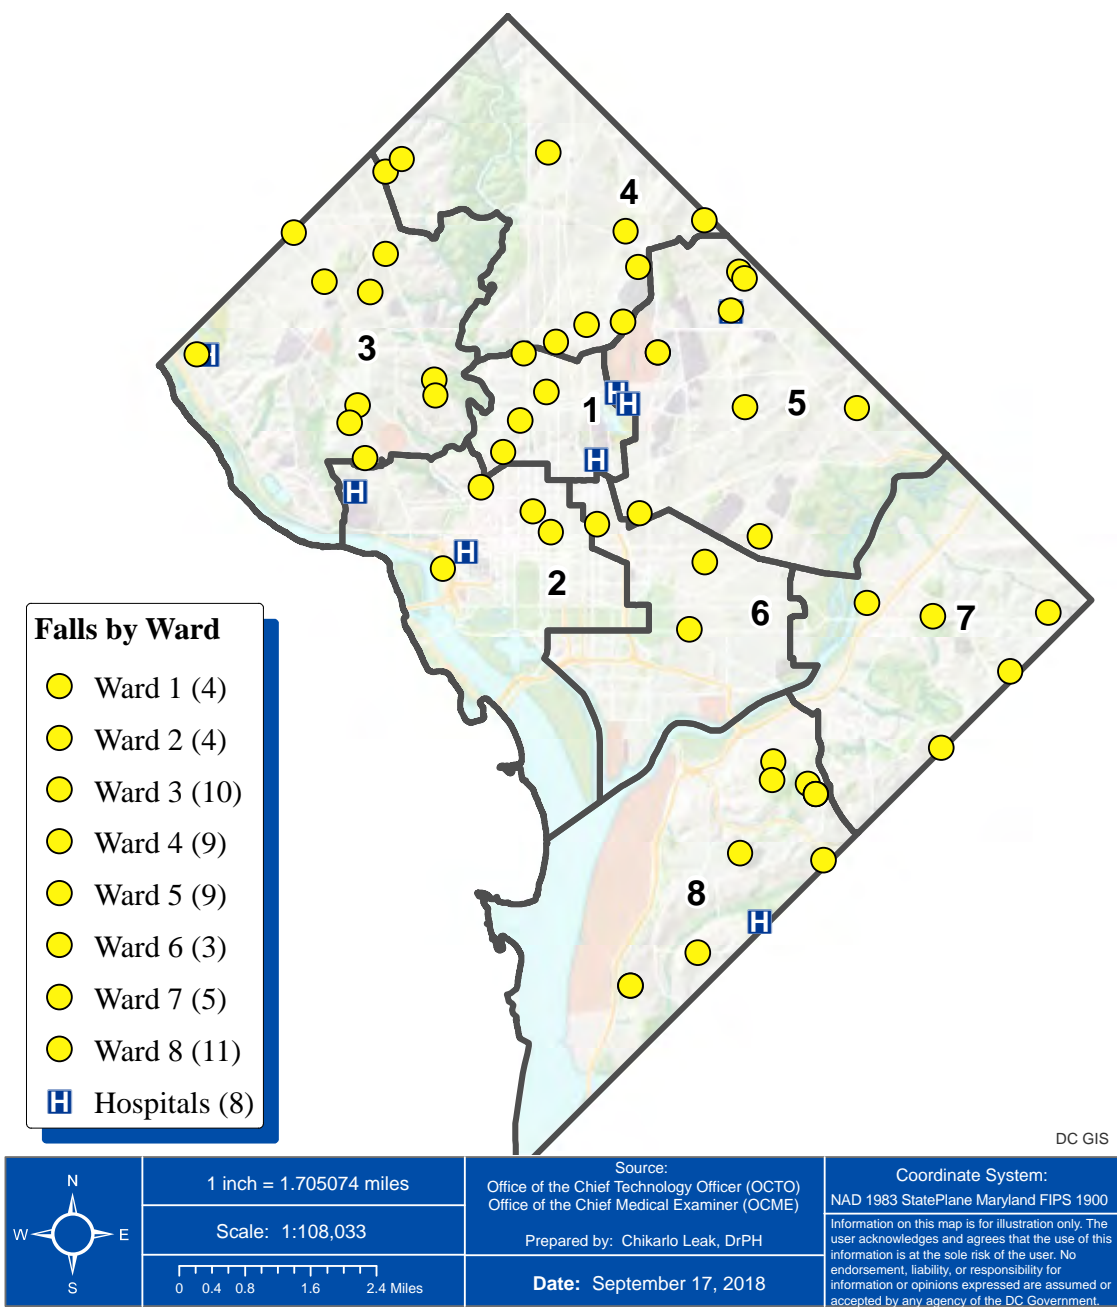 4
3
5
1
2
6
7
8
H
H
H
H
H
H
H
Falls by Ward
Ward 1 (4)
Ward 2 (4)
Ward 3 (10)
Ward 4 (9)
Ward 5 (9)
Ward 6 (3)
Ward 7 (5)
Ward 8 (11)
H Hospitals (8)
DC GIS
N
W E
S
1 inch = 1.705074 miles
Scale: 1:108,033
0 0.4 0.8 1.6 2.4 Miles
Source:
Office of the Chief Technology Officer (OCTO)
Office of the Chief Medical Examiner (OCME)
Prepared by: Chikarlo Leak, DrPH
Date: September 17, 2018
Coordinate System:
NAD 1983 StatePlane Maryland FIPS 1900
Information on this map is for illustration only. The
user acknowledges and agrees that the use of this
information is at the sole risk of the user. No
endorsement, liability, or responsibility for
information or opinions expressed are assumed or
accepted by any agency of the DC Government.